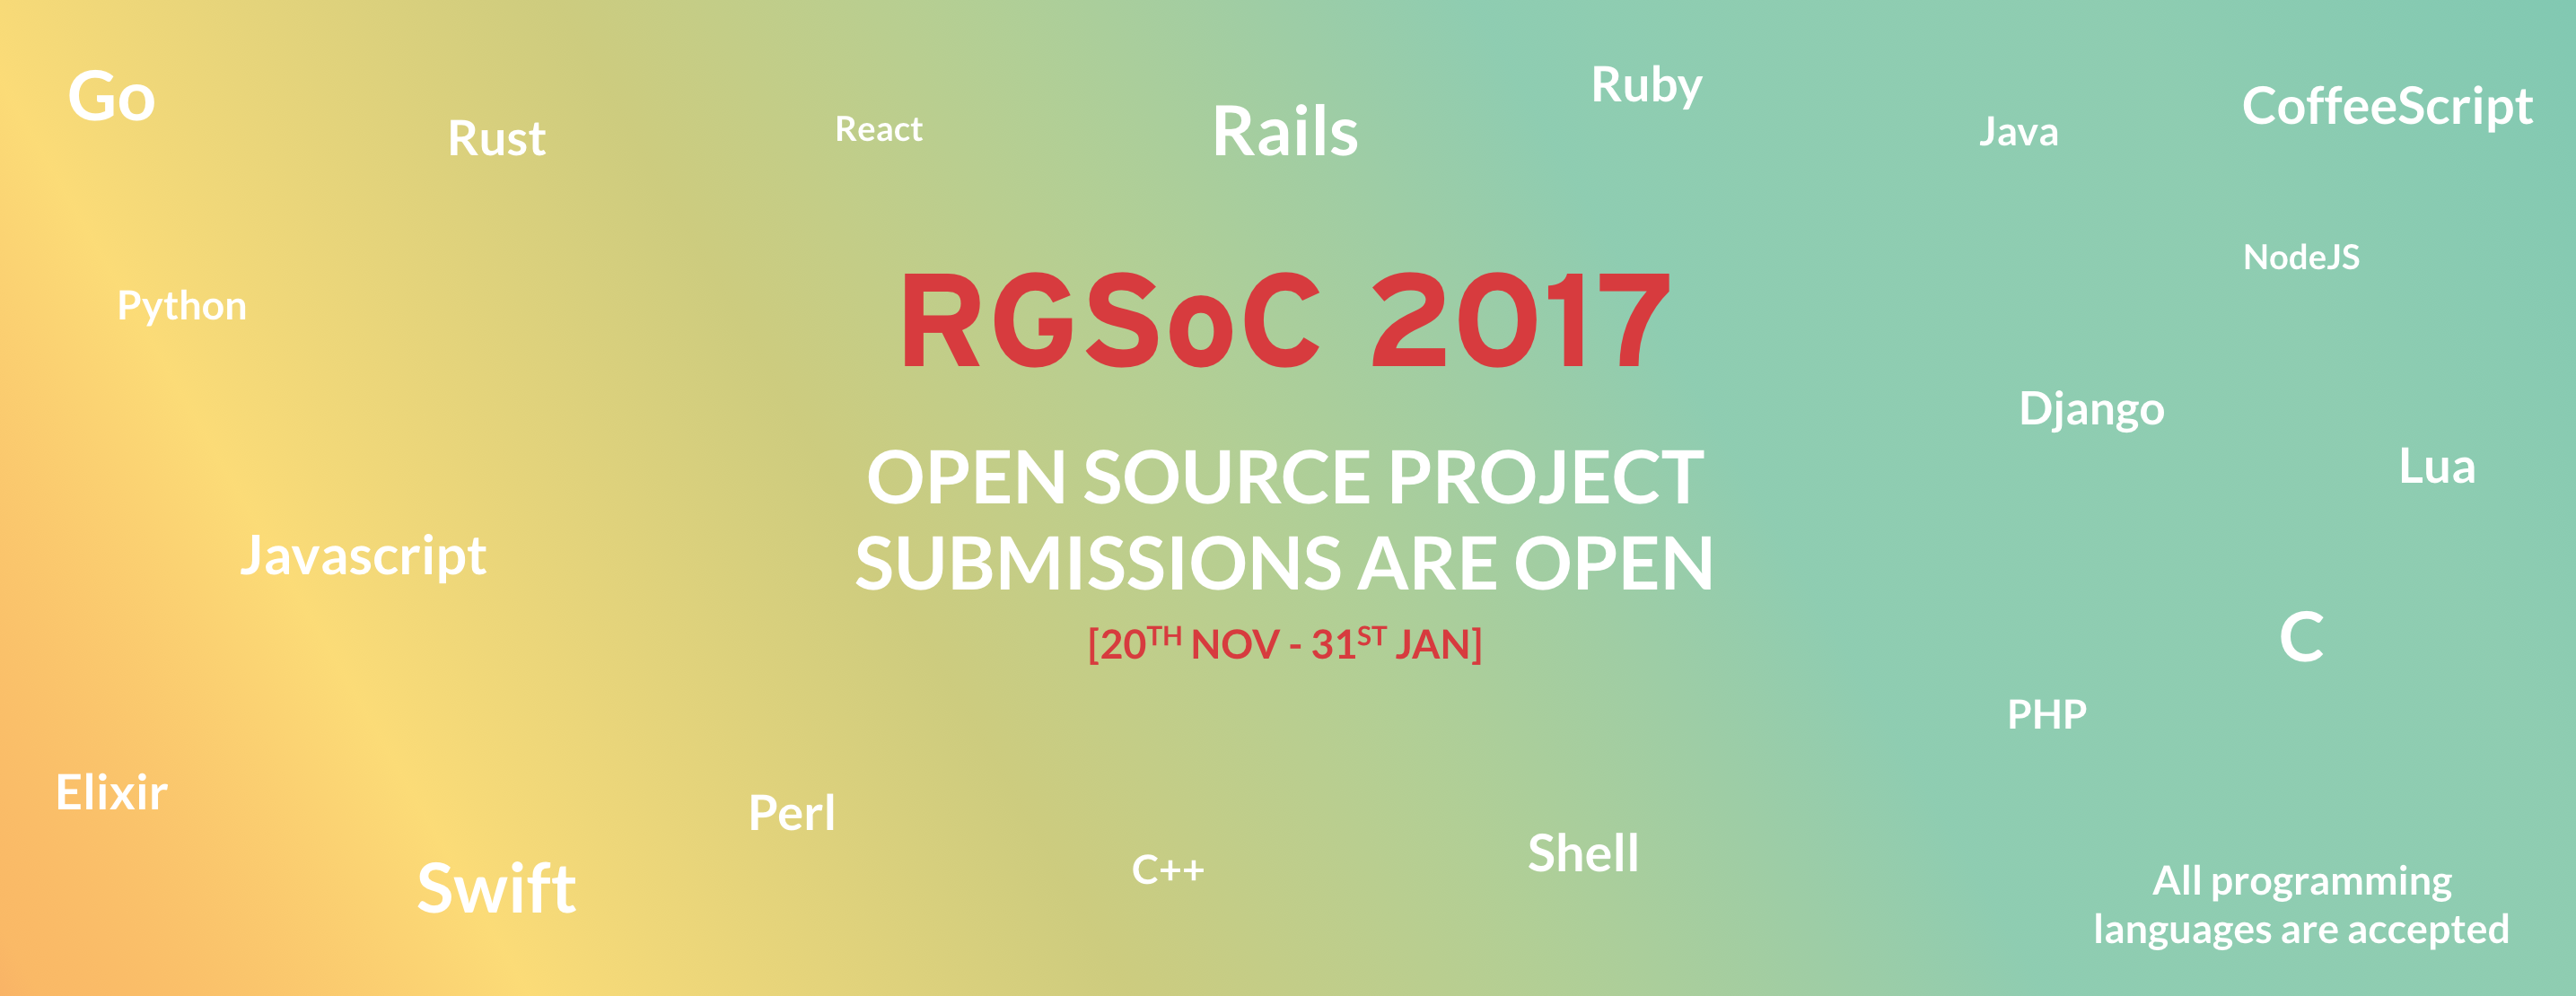 Go
Rust
React
Rails
Ruby
Java
CoffeeScript
NodeJS
Python
RGSoC 2017
Django
Lua
OPEN SOURCE PROJECT
SUBMISSIONS ARE OPEN
[20TH NOV - 31ST JAN]
Javascript
C
PHP
Elixir
Perl
Swift
C++
Shell
All programming
languages are accepted